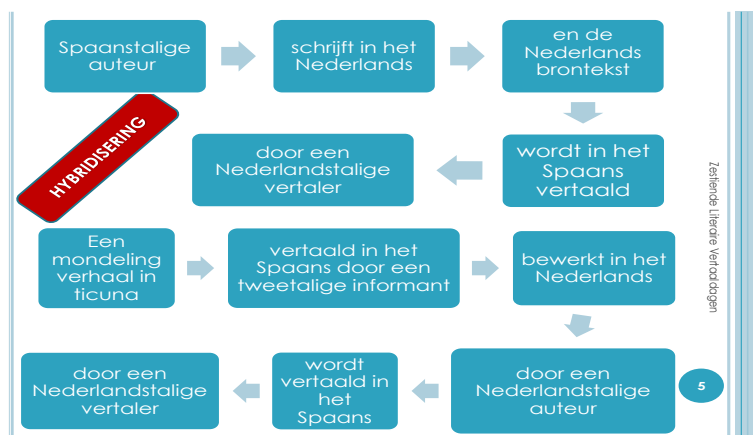 Spaanstalige
auteur
schrijft in het
Nederlands
en de
Nederlands
brontekst
HYBRIDISERING
door een
Nederlandstalige
vertaler
wordt in het
Spaans
vertaald
Een
mondeling
verhaal in
ticuna
vertaald in het
Spaans door een
tweetalige informant
bewerkt in het
Nederlands
door een
Nederlandstalige
vertaler
wordt
vertaald in
het
Spaans
door een
Nederlandstalige
auteur
Zestiende Literaire Vertaaldagen
5